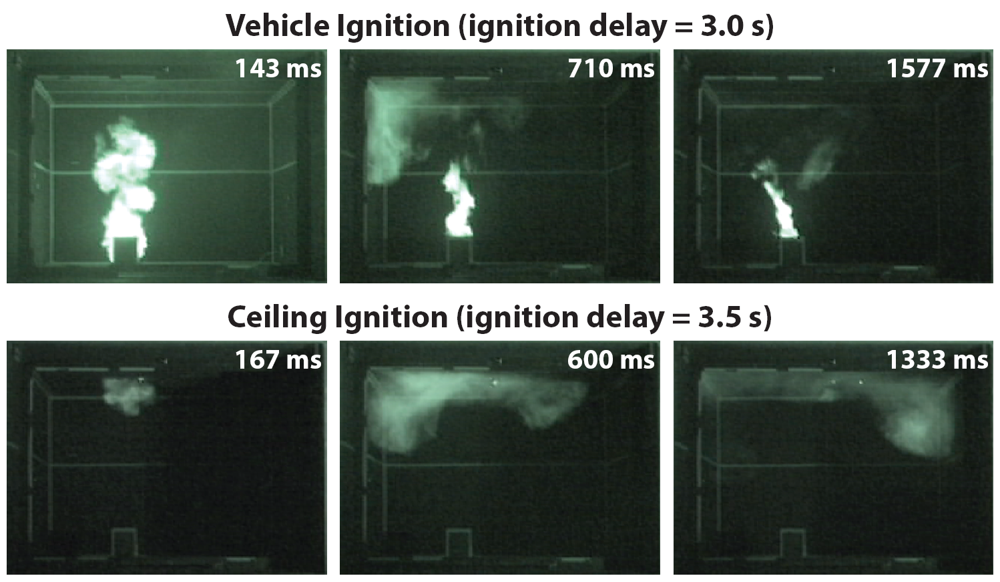 Vehicle Ignition (ignition delay = 3.0 s)
143 ms
710 ms
1577 ms
Ceiling Ignition (ignition delay = 3.5 s)
167 ms
600 ms
1333 ms